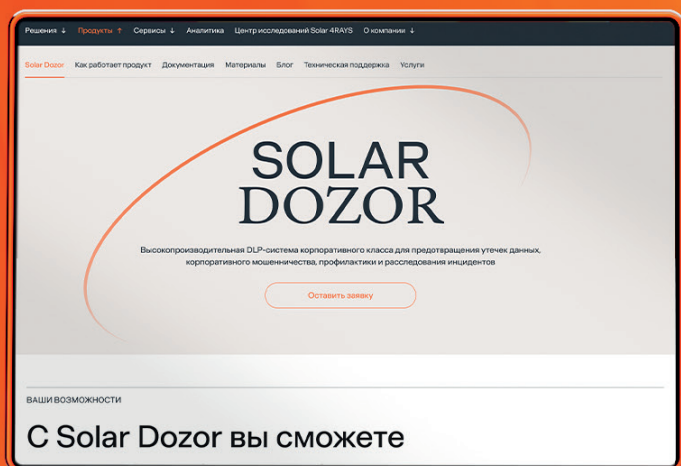 Решения ↓ Продукты ↑ Сервисы ↓ Аналитика Центр исследований Solar 4RAYS О компании ↓
Solar Dozor Как работает продукт Документация Материалы Блог Техническая поддержка Услуги
SOLAR
DOZOR
Высокопроизводительная DLP-система корпоративного класса для предотвращения утечек данных,
корпоративного мошенничества, профилактики и расследования инцидентов
Оставить заявку
ВАШИ ВОЗМОЖНОСТИ
С Solar Dozor вы сможете